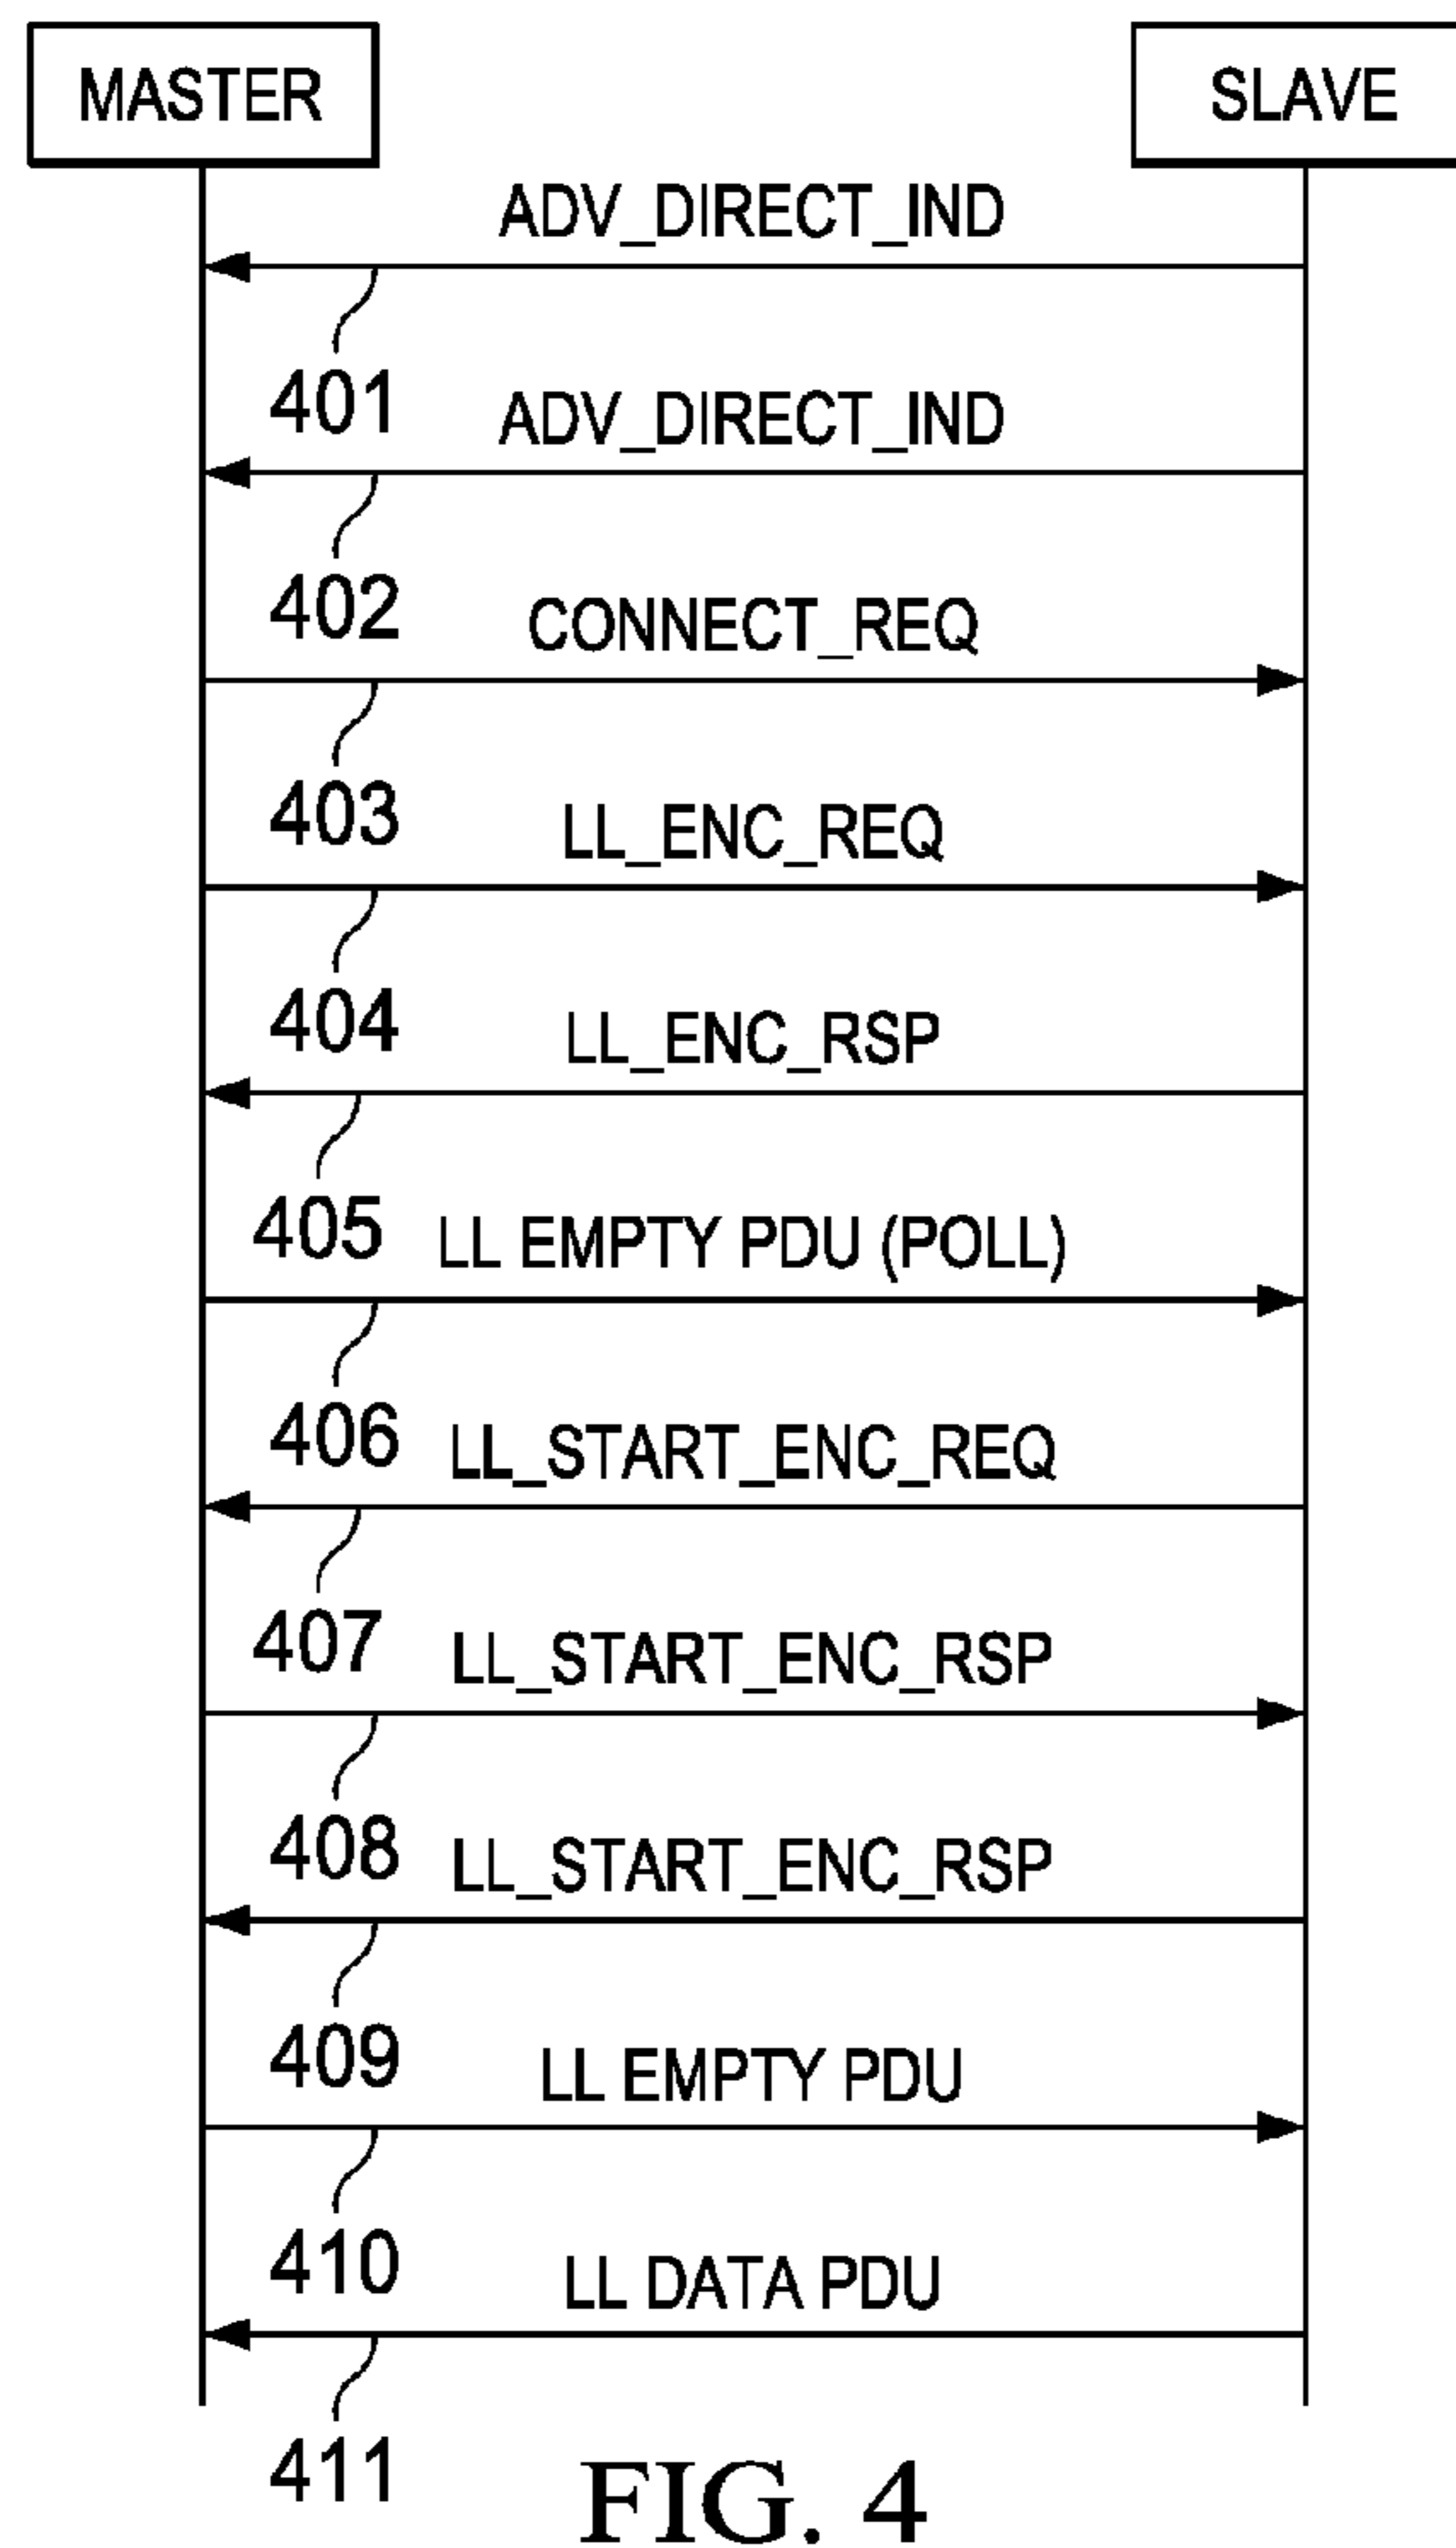 MASTER
SLAVE
ADV_DIRECT_IND
401
ADV_DIRECT_IND
402
CONNECT_REQ
403
LL_ENC_REQ
404
LL_ENC_RSP
405
LL EMPTY PDU (POLL)
406
LL_START_ENC_REQ
407
LL_START_ENC_RSP
408
LL_START_ENC_RSP
409
LL EMPTY PDU
410
LL DATA PDU
411
FIG. 4